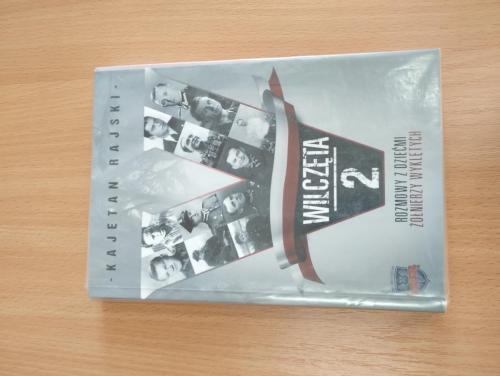 - KAJETAN RAJSKI -
WILCZĘTA
2
ROZMOWY Z DZIEĆMI
ŻOŁNIERZY WYKLĘTYCH